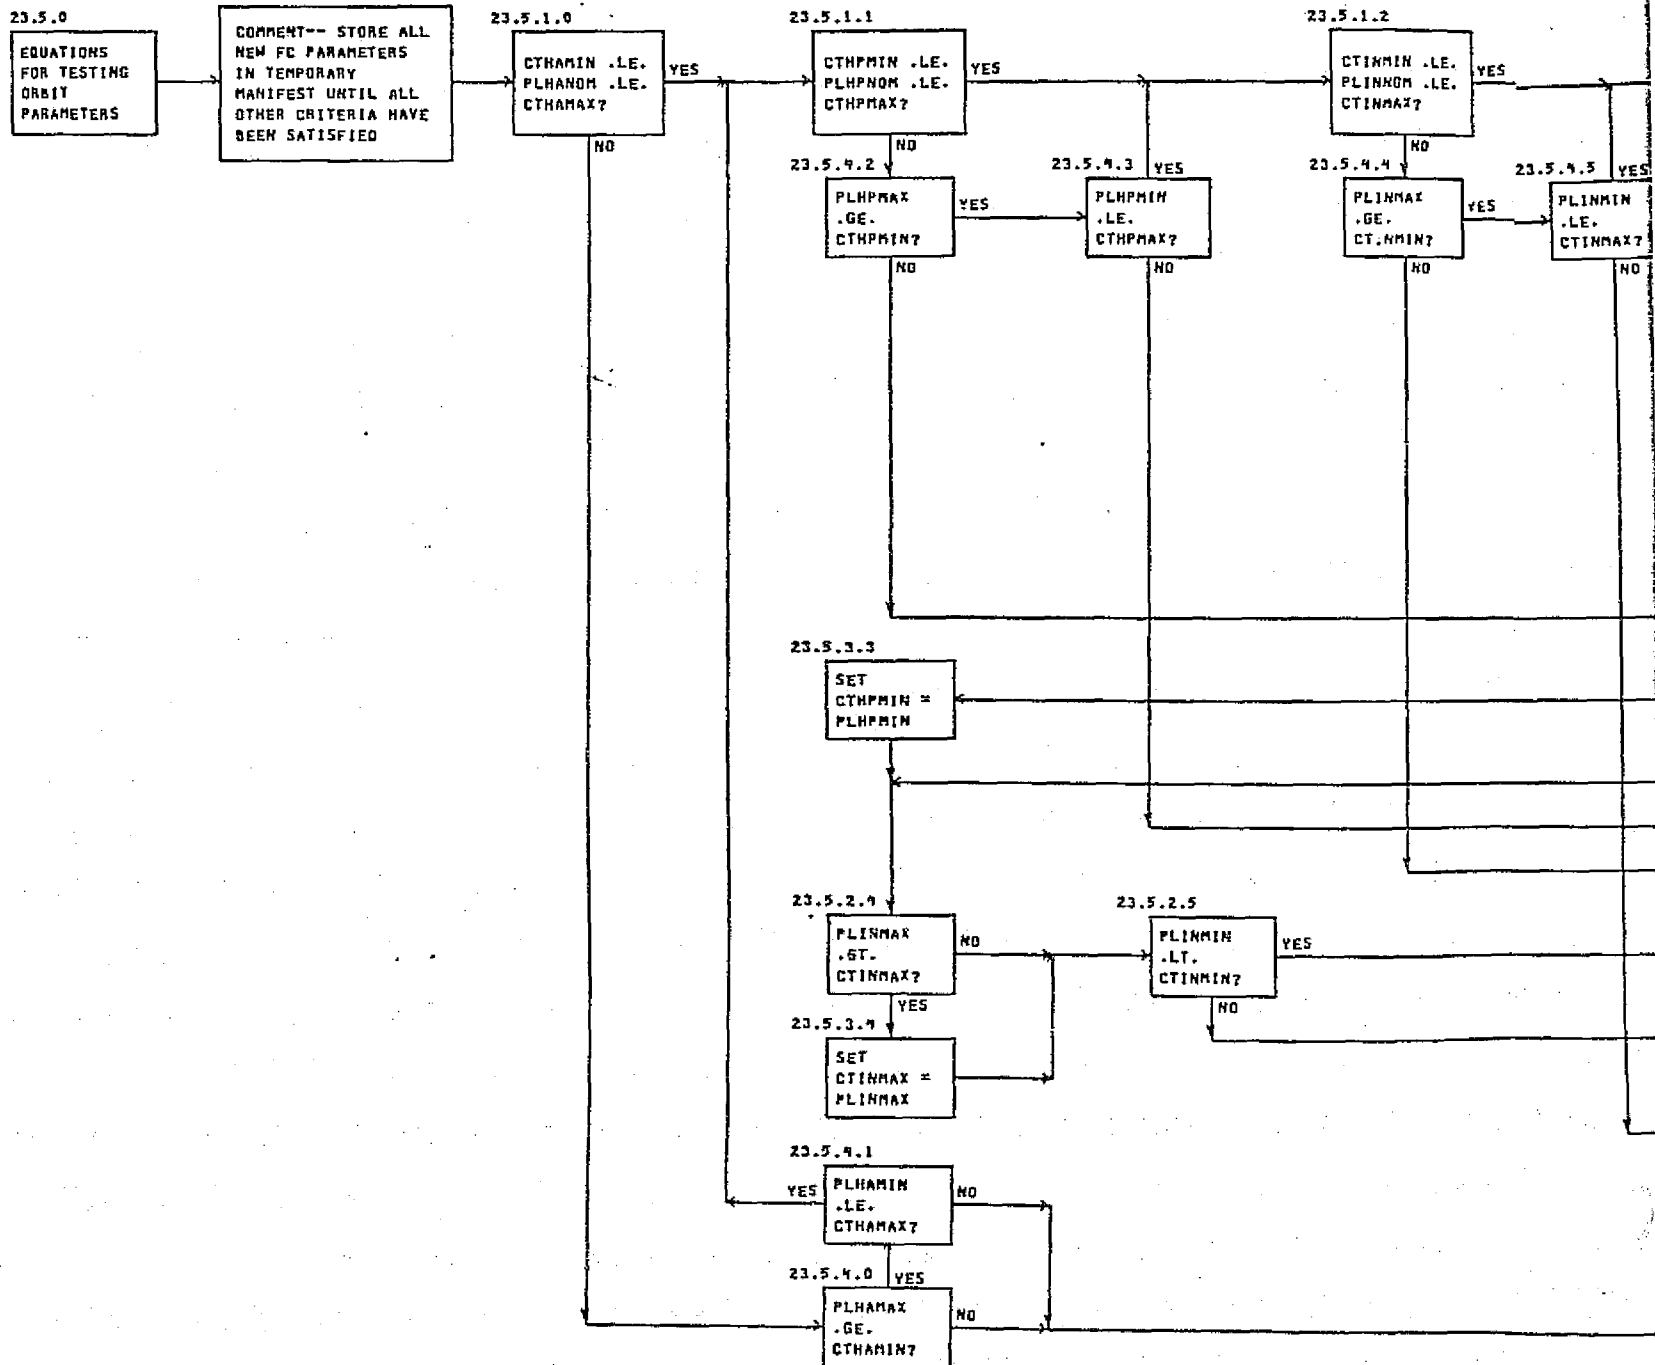 23.5.0
EQUATIONS
FOR TESTING
ORBIT
PARAMETERS
COMMENT-- STORE ALL
NEW FC PARAMETERS
IN TEMPORARY
MANIFEST UNTIL ALL
OTHER CRITERIA HAVE
BEEN SATISFIED
23.5.1.0
CTHAMIN .LE.
PLHANOM .LE.
CTHAMAX?
YES
NO
23.5.1.1
CTHPMIN .LE.
PLHPNOM .LE.
CTHPMAX?
YES
NO
23.5.1.2
CTINMIN .LE.
PLINNOM .LE.
CTINMAX?
YES
NO
23.5.4.2
PLHPMAX
.GE.
CTHPMIN?
YES
NO
23.5.4.3
YES
PLHPMIN
.LE.
CTHPMAX?
NO
23.5.4.4
PLINMAX
.GE.
CT.NMIN?
YES
NO
23.5.4.5
YES
PLINMIN
.LE.
CTINMAX?
NO
23.5.3.3
SET
CTHPMIN =
PLHPMIN
23.5.2.4
PLINMAX
.GT.
CTINMAX?
NO
YES
23.5.2.5
PLINMIN
.LT.
CTINMIN?
YES
NO
23.5.3.4
SET
CTINMAX =
PLINMAX
23.5.4.1
YES
PLHAMIN
.LE.
CTHAMAX?
NO
23.5.4.0
YES
PLHAMAX
.GE.
CTHAMIN?
NO